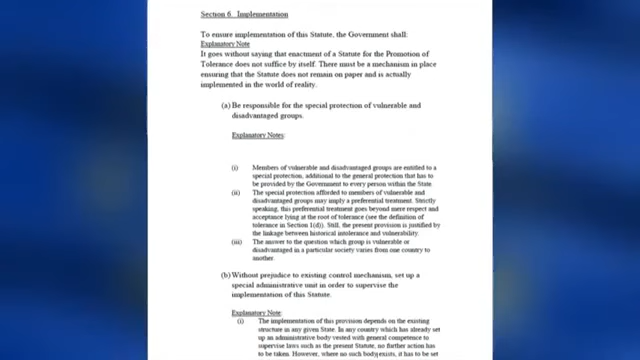 Section 6. Implementation
To ensure implementation of this Statute, the Government shall:
Explanatory Note
It goes without saying that enactment of a Statute for the Promotion of
Tolerance does not suffice by itself. There must be a mechanism in place
ensuring that the Statute does not remain on paper and is actually
implemented in the world of reality.
(a) Be responsible for the special protection of vulnerable and
disadvantaged groups.
Explanatory Notes:
(i) Members of vulnerable and disadvantaged groups are entitled to a
special protection, additional to the general protection that has to
be provided by the Government to every person within the State.
(ii) The special protection afforded to members of vulnerable and
disadvantaged groups may imply a preferential treatment. Strictly
speaking, this preferential treatment goes beyond mere respect and
acceptance lying at the root of tolerance (see the definition of
tolerance in Section 1(d)). Still, the present provision is justified by
the linkage between historical intolerance and vulnerability.
(iii) The answer to the question which group is vulnerable or
disadvantaged in a particular society varies from one country to
another.
(b) Without prejudice to existing control mechanism, set up a
special administrative unit in order to supervise the
implementation of this Statute.
Explanatory Note:
(i) The implementation of this provision depends on the existing
structure in any given State. In any country which has already set
up an administrative body vested with general competence to
supervise laws such as the present Statute, no further action has
to be taken. However, where no such body exists, it has to be set